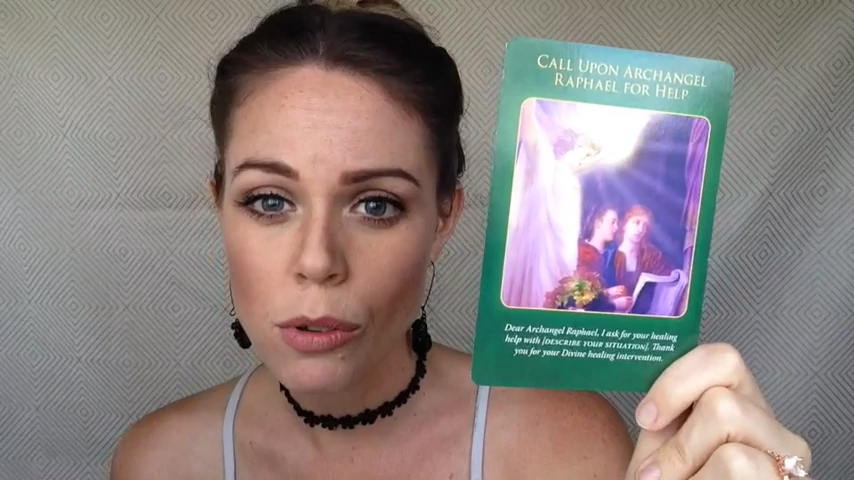 CALL UPON ARCHANGEL
RAPHAEL FOR HELP
Dear Archangel Raphael, I ask for your healing
help with [DESCRIBE YOUR SITUATION]. Thank
you for your Divine healing intervention.